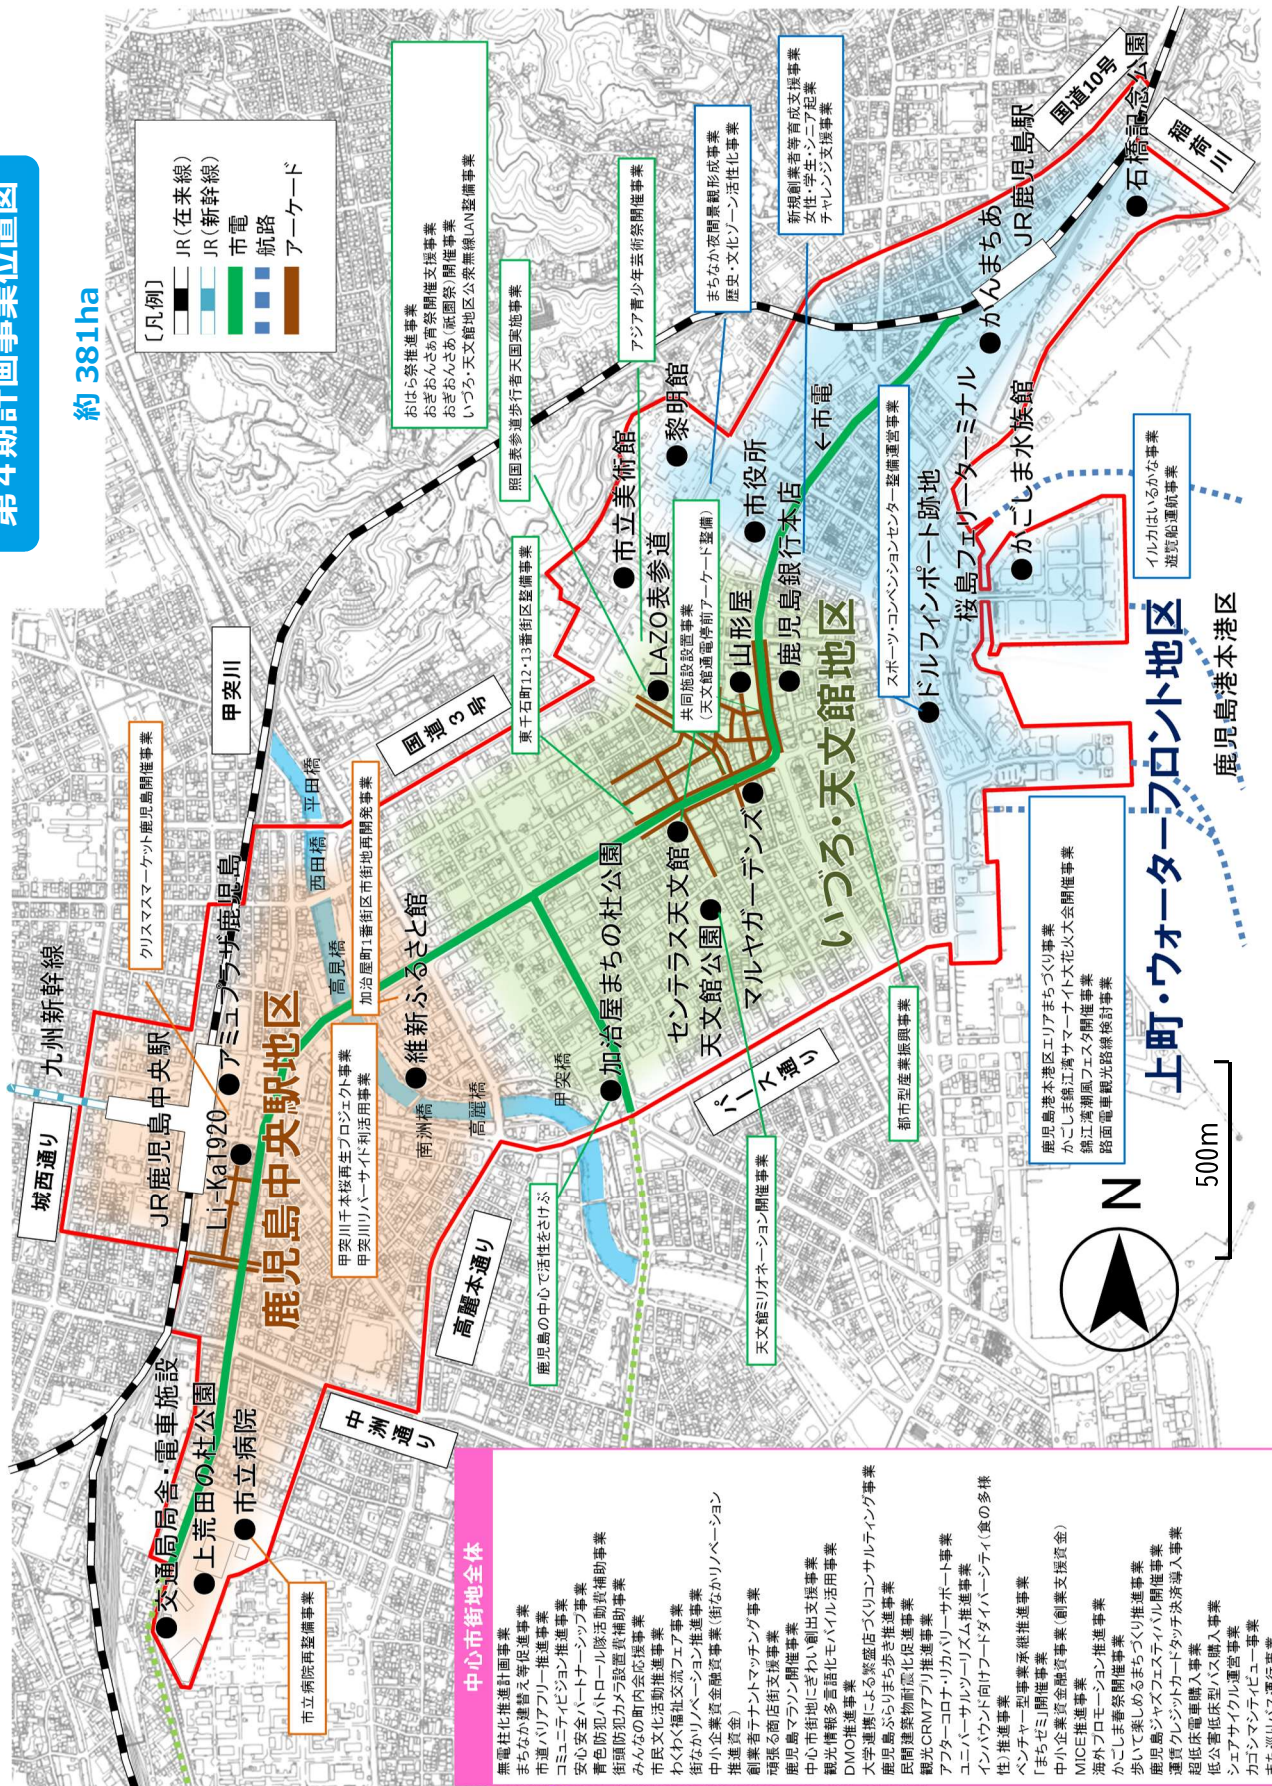 第4期計画事業位置図
約 381ha
［凡例］
JR(在来線)
JR(新幹線)
市電
航路
アーケード
おはら祭推進事業
おぎおんさぁ宵祭開催支援事業
おぎおんさぁ(祇園祭)開催事業
いづろ・天文館地区公衆無線LAN整備事業
照国表参道歩行者天国実施事業
アジア青少年芸術祭開催事業
まちなか夜間景観形成事業
歴史・文化ゾーン活性化事業
新規創業者等育成支援事業
女性・学生・シニア起業
チャレンジ支援事業
国道10号
稲荷川
石橋記念公園
JR鹿児島駅
かんまちあ
東千石町12・13番街区整備事業
共同施設設置事業
(天文館通電停前アーケード整備)
スポーツ・コンベンションセンター整備運営事業
イルカはいるかな事業
遊覧船運航事業
黎明館
市立美術館
市役所
←市電
LAZO表参道
山形屋
鹿児島銀行本店
ドルフィンポート跡地
桜島フェリーターミナル
かごしま水族館
いづろ・天文館地区
上町・ウォーターフロント地区
鹿児島港本港区
甲突川
国道3号
クリスマスマーケット鹿児島開催事業
加治屋町1番街区市街地再開発事業
平田橋
西田橋
高見橋
維新ふるさと館
南洲橋
高麗橋
甲突橋
加治屋まちの杜公園
センテラス天文館
天文館公園
マルヤガーデンズ
九州新幹線
城西通り
JR鹿児島中央駅
アミュプラザ鹿児島
Li-Ka1920
鹿児島中央駅地区
甲突川千本桜再生プロジェクト事業
甲突川リバーサイド利活用事業
鹿児島の中心で活性をさけぶ
パース通り
都市型産業振興事業
天文館ミリオネーション開催事業
鹿児島港本港区エリアまちづくり事業
かごしま錦江湾サマーナイト大花火大会開催事業
錦江湾潮風フェスタ開催事業
路面電車観光路線検討事業
高麗本通り
中洲通り
交通局局舎・電車施設
上荒田の杜公園
市立病院
市立病院再整備事業
N
500m
中心市街地全体
無電柱化推進計画事業
まちなか建替え等促進事業
市道バリアフリー推進事業
コミュニティビジョン推進事業
安心安全パートナーシップ事業
青色防犯パトロール隊活動費補助事業
街頭防犯カメラ設置費補助事業
みんなの町内会応援事業
市民文化活動推進事業
わくわく福祉交流フェア事業
街なかリノベーション推進事業
中小企業資金融資事業(街なかリノベーション
推進資金)
創業者テナントマッチング事業
頑張る商店街支援事業
鹿児島マラソン開催事業
中心市街地にぎわい創出支援事業
観光情報多言語化モバイル活用事業
DMO推進事業
大学連携による繁盛店づくりコンサルティング事業
鹿児島ぶらりまち歩き推進事業
民間建築物耐震化促進事業
観光CRMアプリ推進事業
アフターコロナ・リカバリーサポート事業
ユニバーサルツーリズム推進事業
インバウンド向けフードダイバーシティ(食の多様
性)推進事業
ベンチャー型事業承継推進事業
「まちゼミ」開催事業
中小企業資金融資事業(創業支援資金)
MICE推進事業
海外プロモーション推進事業
かごしま春祭開催事業
歩いて楽しめるまちづくり推進事業
鹿児島ジャズフェスティバル開催事業
運賃クレジットカードタッチ決済導入事業
超低床電車購入事業
低公害低床型バス購入事業
シェアサイクル運営事業
カゴシマシティビュー事業
まち巡りバス運行事業